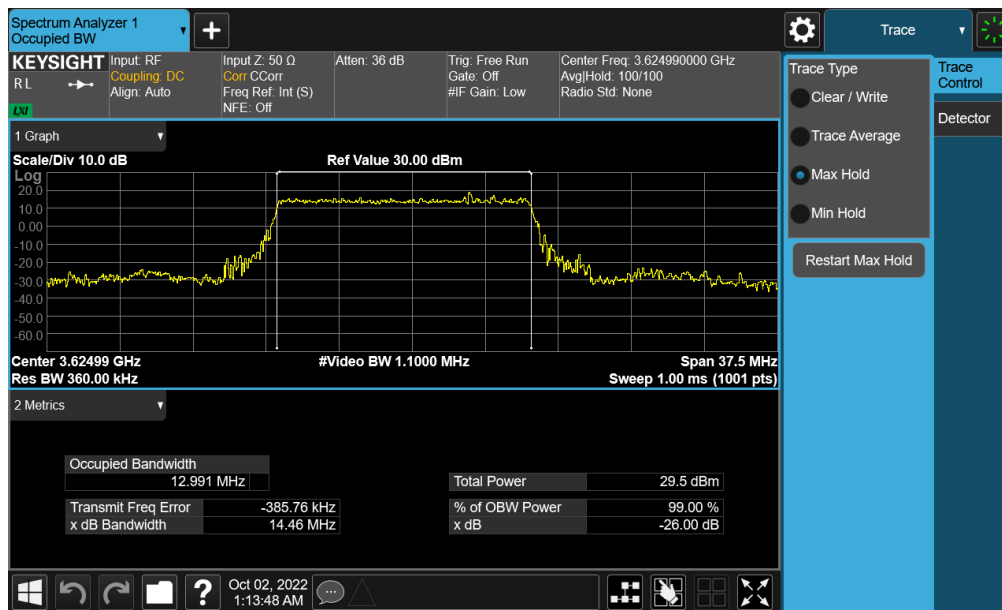 Spectrum Analyzer 1
Occupied BW
▼
+
Trace
▼
KEYSIGHT
R L
LXI
Input: RF
Coupling: DC
Align: Auto
Input Z: 50 Ω
Corr CCorr
Freq Ref: Int (S)
NFE: Off
Atten: 36 dB
Trig: Free Run
Gate: Off
#IF Gain: Low
Center Freq: 3.624990000 GHz
Avg|Hold: 100/100
Radio Std: None
Trace Type
Clear / Write
Trace Average
Max Hold
Min Hold
Restart Max Hold
Trace
Control
Detector
1 Graph
▼
Scale/Div 10.0 dB
Ref Value 30.00 dBm
Log
20.0
10.0
0.00
-10.0
-20.0
-30.0
-40.0
-50.0
-60.0
Center 3.62499 GHz
#Video BW 1.1000 MHz
Span 37.5 MHz
Res BW 360.00 kHz
Sweep 1.00 ms (1001 pts)
2 Metrics
▼
Occupied Bandwidth
12.991 MHz
Total Power 29.5 dBm
Transmit Freq Error -385.76 kHz
% of OBW Power 99.00 %
x dB Bandwidth 14.46 MHz
x dB -26.00 dB
?
Oct 02, 2022
1:13:48 AM